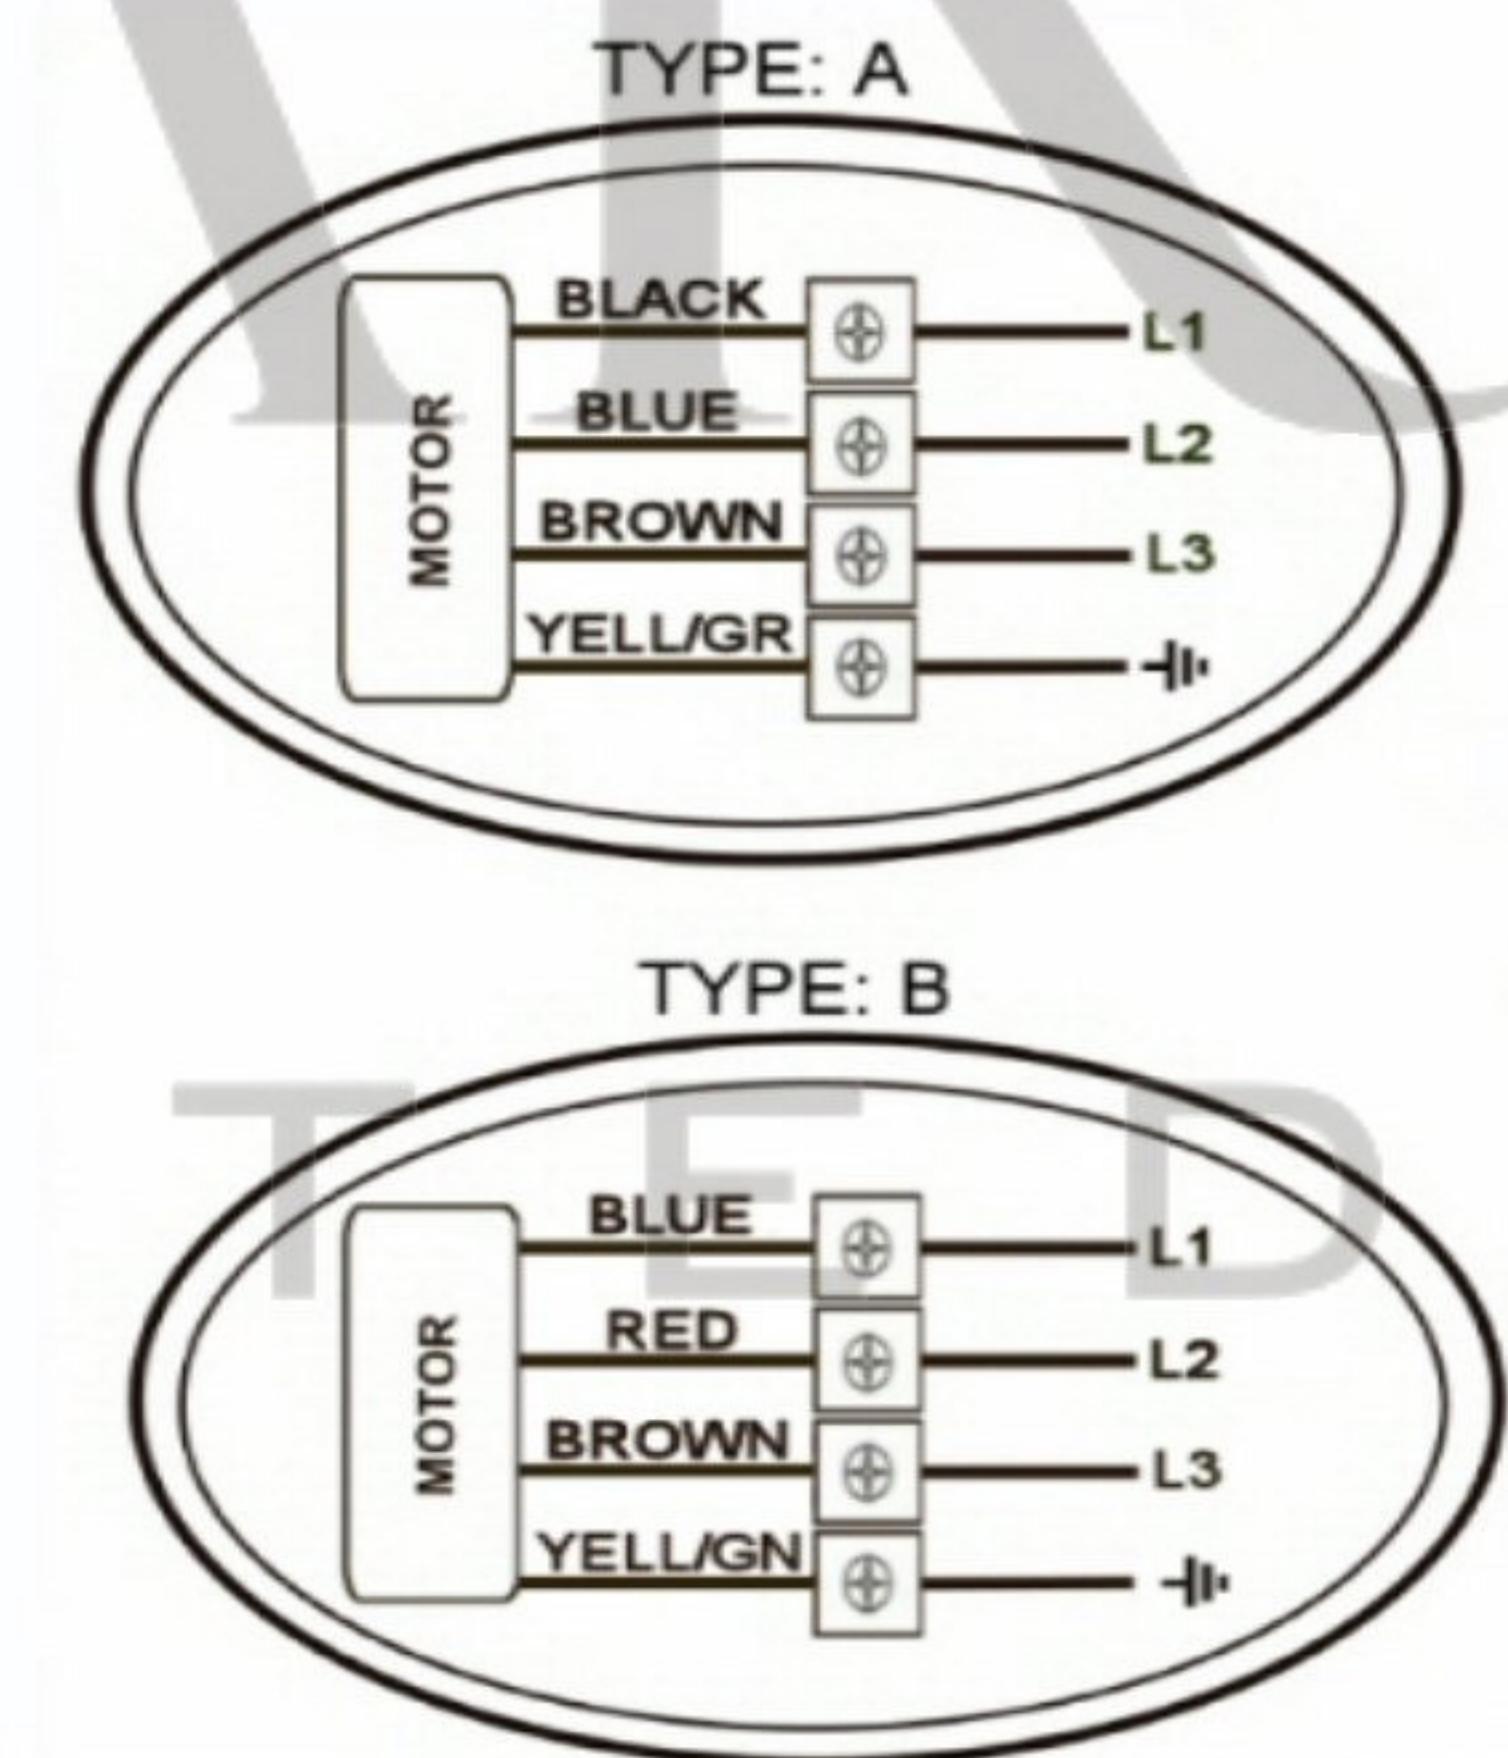 TYPE: A
BLACK
L1
BLUE
L2
BROWN
L3
YELL/GR
MOTOR
TYPE: B
BLUE
L1
RED
L2
BROWN
L3
YELL/GN
MOTOR
T E D